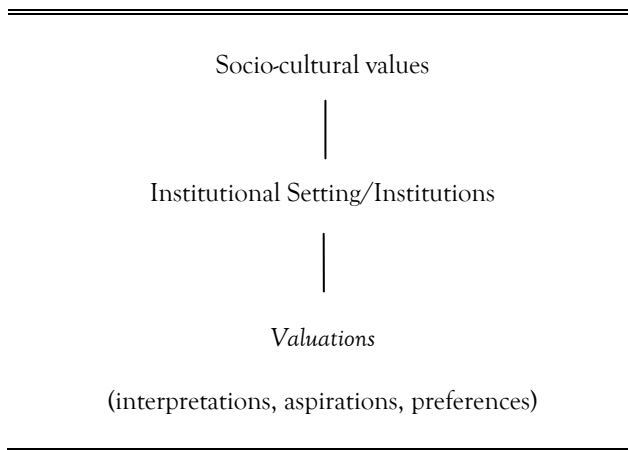 Socio-cultural values
Institutional Setting/Institutions
Valuations
(interpretations, aspirations, preferences)